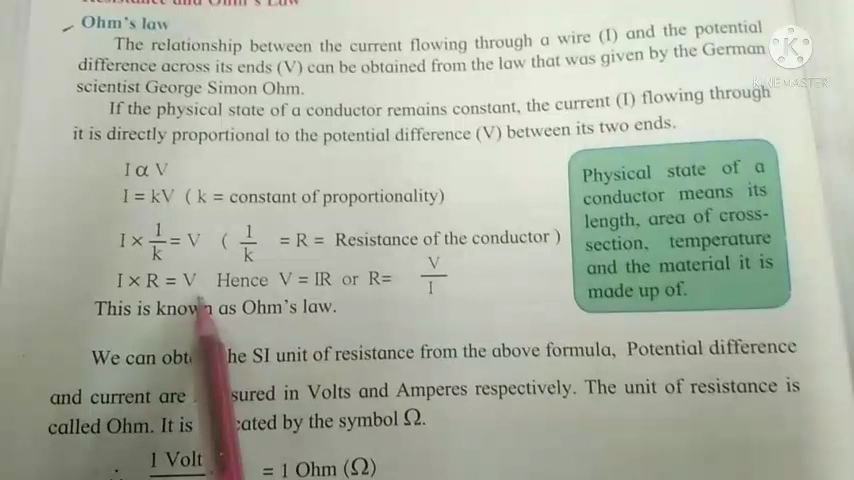 Resistance and Ohm's Law
Ohm's law
The relationship between the current flowing through a wire (I) and the potential
difference across its ends (V) can be obtained from the law that was given by the German
scientist George Simon Ohm.
If the physical state of a conductor remains constant, the current (I) flowing through
it is directly proportional to the potential difference (V) between its two ends.
I α V
I = kV ( k = constant of proportionality)
I × 1/k = V ( 1/k = R = Resistance of the conductor )
I × R = V Hence V = IR or R= V/I
This is known as Ohm's law.
Physical state of a
conductor means its
length, area of cross-
section, temperature
and the material it is
made up of.
We can obt he SI unit of resistance from the above formula, Potential difference
and current are sured in Volts and Amperes respectively. The unit of resistance is
called Ohm. It is cated by the symbol Ω.
∴ 1 Volt = 1 Ohm (Ω)
K
KINEMASTER